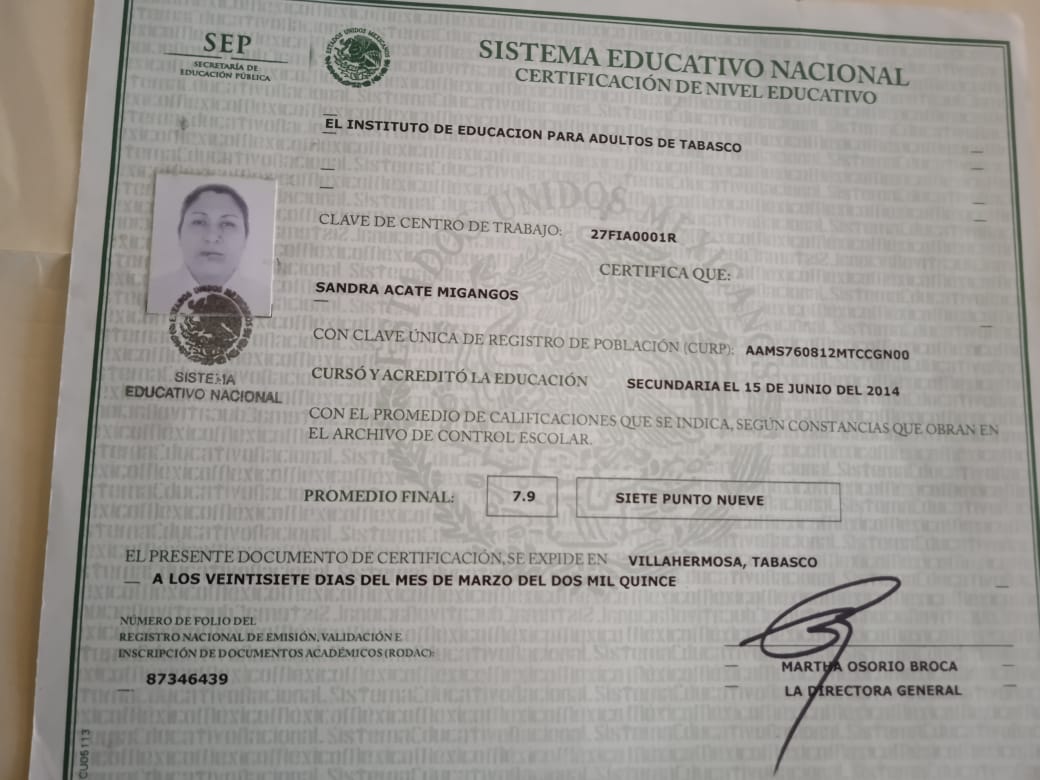 SEP
SECRETARÍA DE
EDUCACIÓN PÚBLICA
ESTADOS UNIDOS MEXICANOS
SISTEMA EDUCATIVO NACIONAL
CERTIFICACIÓN DE NIVEL EDUCATIVO
EL INSTITUTO DE EDUCACION PARA ADULTOS DE TABASCO
CLAVE DE CENTRO DE TRABAJO: 27FIA0001R
CERTIFICA QUE:
SANDRA ACATE MIGANGOS
CON CLAVE ÚNICA DE REGISTRO DE POBLACIÓN (CURP): AAMS760812MTCCGN00
ESTADOS UNIDOS MEXICANOS
SISTEMA
EDUCATIVO NACIONAL
CURSÓ Y ACREDITÓ LA EDUCACIÓN SECUNDARIA EL 15 DE JUNIO DEL 2014
CON EL PROMEDIO DE CALIFICACIONES QUE SE INDICA, SEGÚN CONSTANCIAS QUE OBRAN EN
EL ARCHIVO DE CONTROL ESCOLAR.
PROMEDIO FINAL: 7.9 SIETE PUNTO NUEVE
EL PRESENTE DOCUMENTO DE CERTIFICACIÓN, SE EXPIDE EN VILLAHERMOSA, TABASCO
A LOS VEINTISIETE DIAS DEL MES DE MARZO DEL DOS MIL QUINCE
NÚMERO DE FOLIO DEL
REGISTRO NACIONAL DE EMISIÓN, VALIDACIÓN E
INSCRIPCIÓN DE DOCUMENTOS ACADÉMICOS (RODAC):
87346439
MARTHA OSORIO BROCA
LA DIRECTORA GENERAL
CU05113